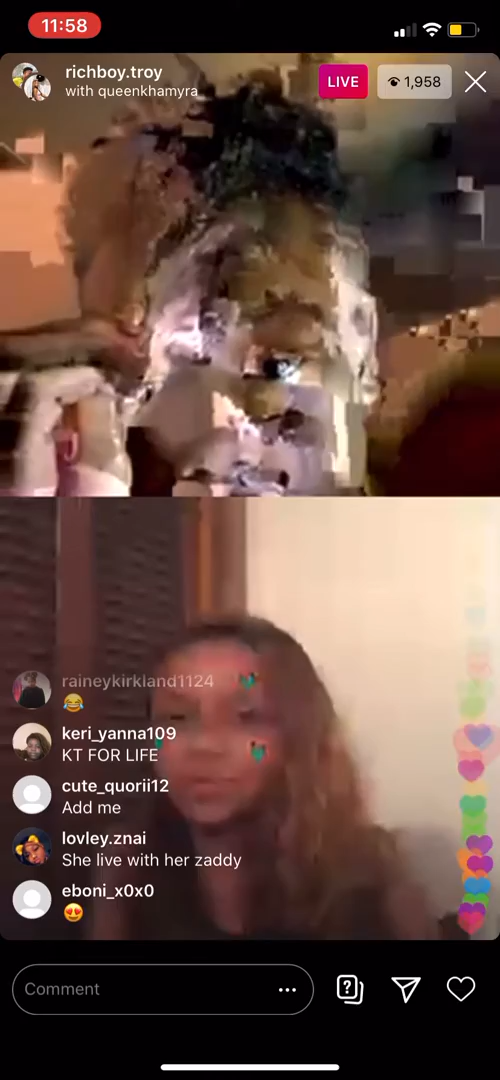 11:58
richboy.troy
with queenkhamyra
LIVE
1,958
raineykirkland1124
😂
keri_yanna109
KT FOR LIFE
cute_quorii12
Add me
lovley.znai
She live with her zaddy
eboni_x0x0
😍
Comment